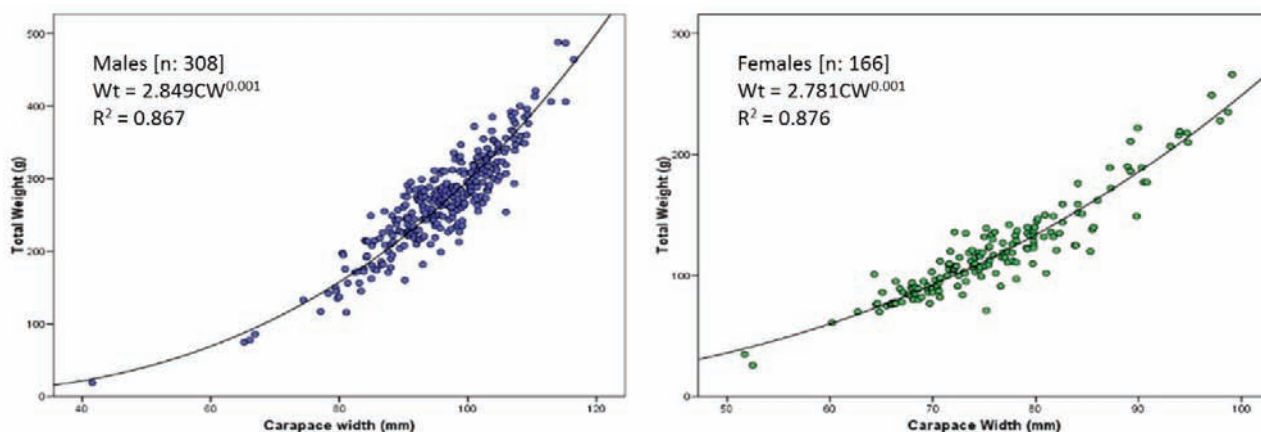 500
400
300
200
100
0
Total Weight (g)
Males [n: 308]
Wt = 2.849CW^0.001
R² = 0.867
40 60 80 100 120
Carapace width (mm)
300
200
100
0
Total Weight (g)
Females [n: 166]
Wt = 2.781CW^0.001
R² = 0.876
50 60 70 80 90 100
Carapace Width (mm)